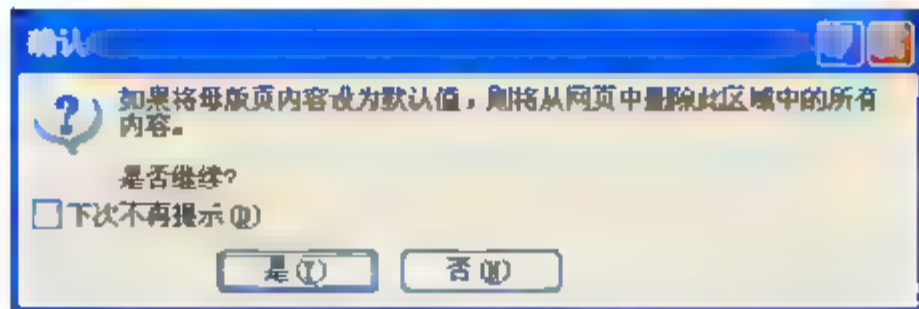 确认
如果将母版页内容设为默认值，则将从网页中删除此区域中的所有
内容。
是否继续?
下次不再提示(D)
是(Y)
否(N)